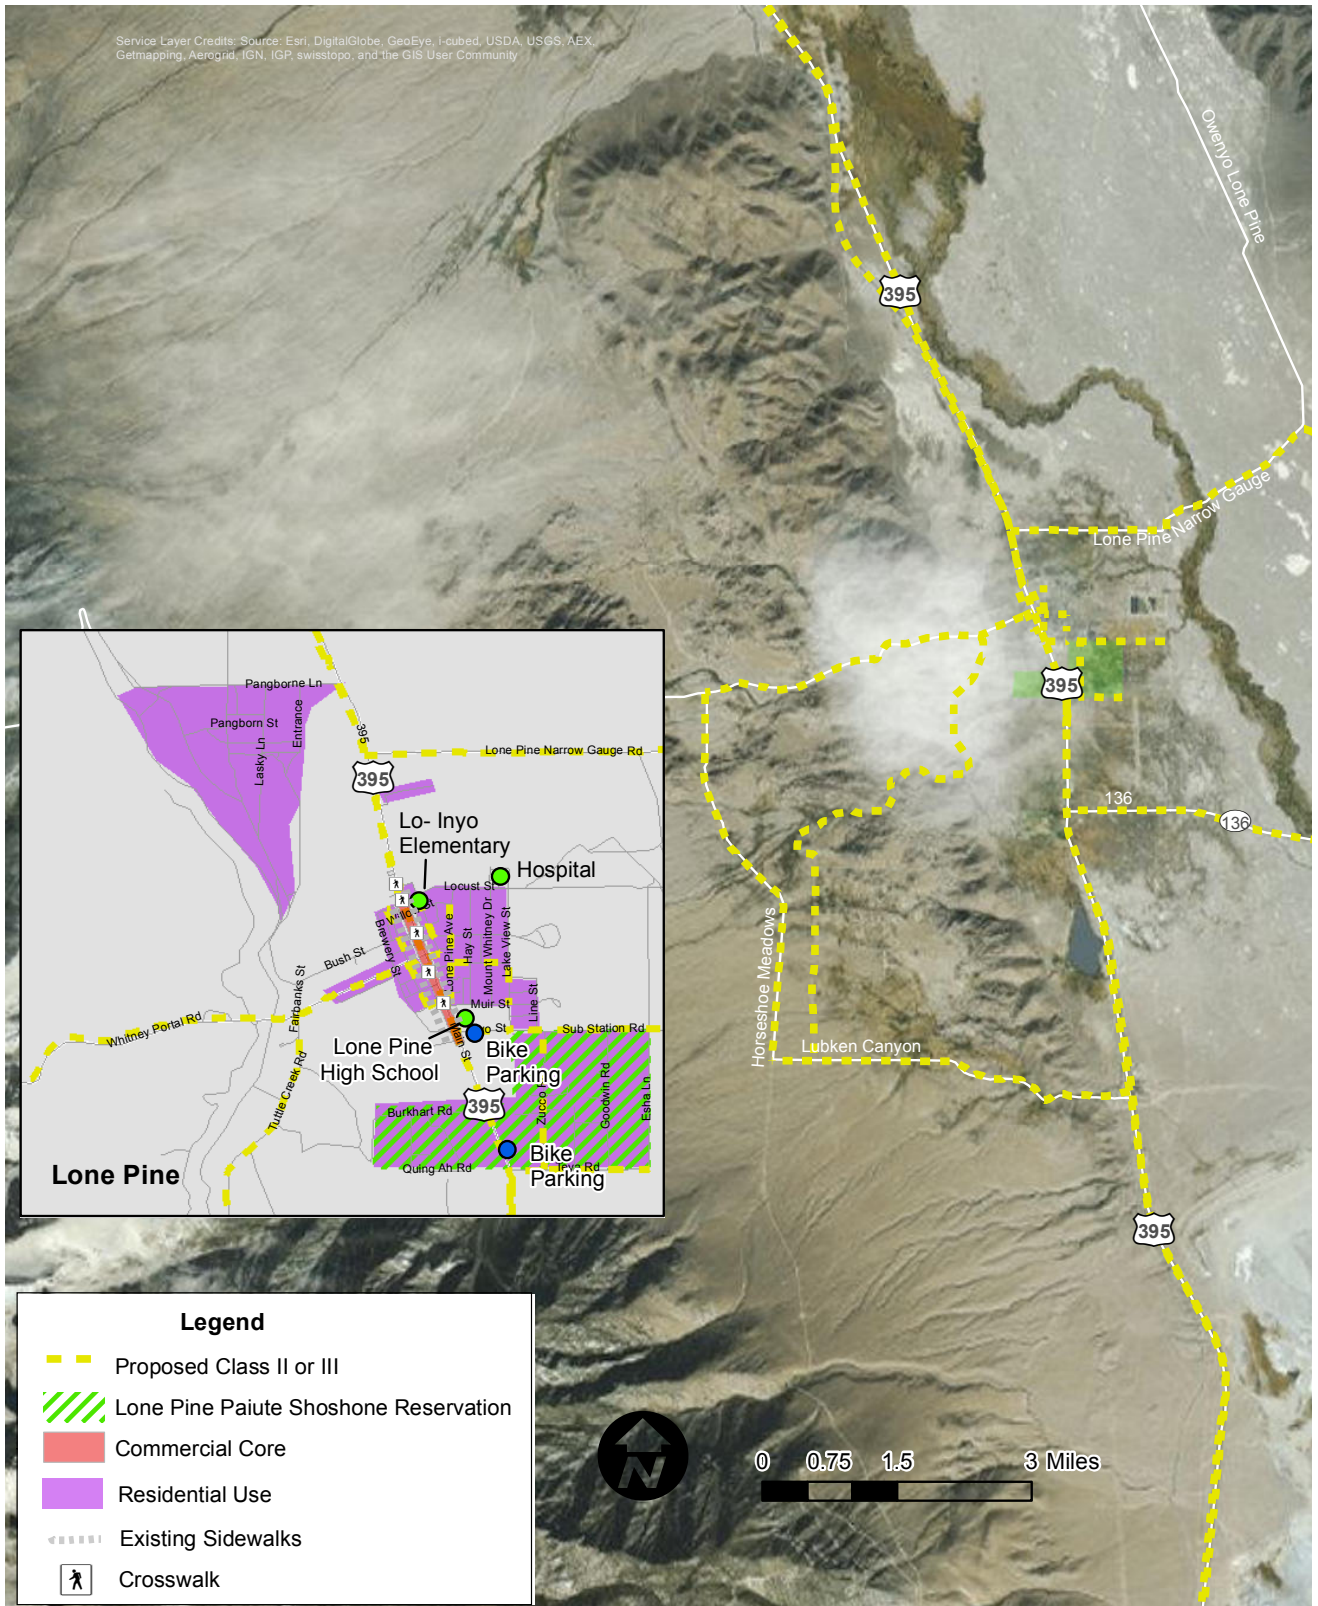 Service Layer Credits: Source: Esri, DigitalGlobe, GeoEye, i-cubed, USDA, USGS, AEX,
Getmapping, Aerogrid, IGN, IGP, swisstopo, and the GIS User Community
Owenyo Lone Pine
395
Lone Pine Narrow Gauge
395
136
136
Horseshoe Meadows
Lubken Canyon
395
Pangborne Ln
Pangborn St
Entrance
Lasky Ln
395
Lone Pine Narrow Gauge Rd
395
Lo- Inyo
Elementary
Hospital
Locust St
Brewery St
Lone Pine Ave
Hay St
Mount Whitney Dr
Lake View St
Bush St
Fairbanks St
Line St
Muir St
Whitney Portal Rd
Main St
Sub Station Rd
Lone Pine
High School
Bike
Parking
Tuttle Creek Rd
Zucco
Goodwin Rd
Esha Ln
395
Burkhart Rd
Quing Ah Rd
Bike
Parking
Rd
Lone Pine
Legend
Proposed Class II or III
Lone Pine Paiute Shoshone Reservation
Commercial Core
Residential Use
Existing Sidewalks
Crosswalk
N
0 0.75 1.5 3 Miles